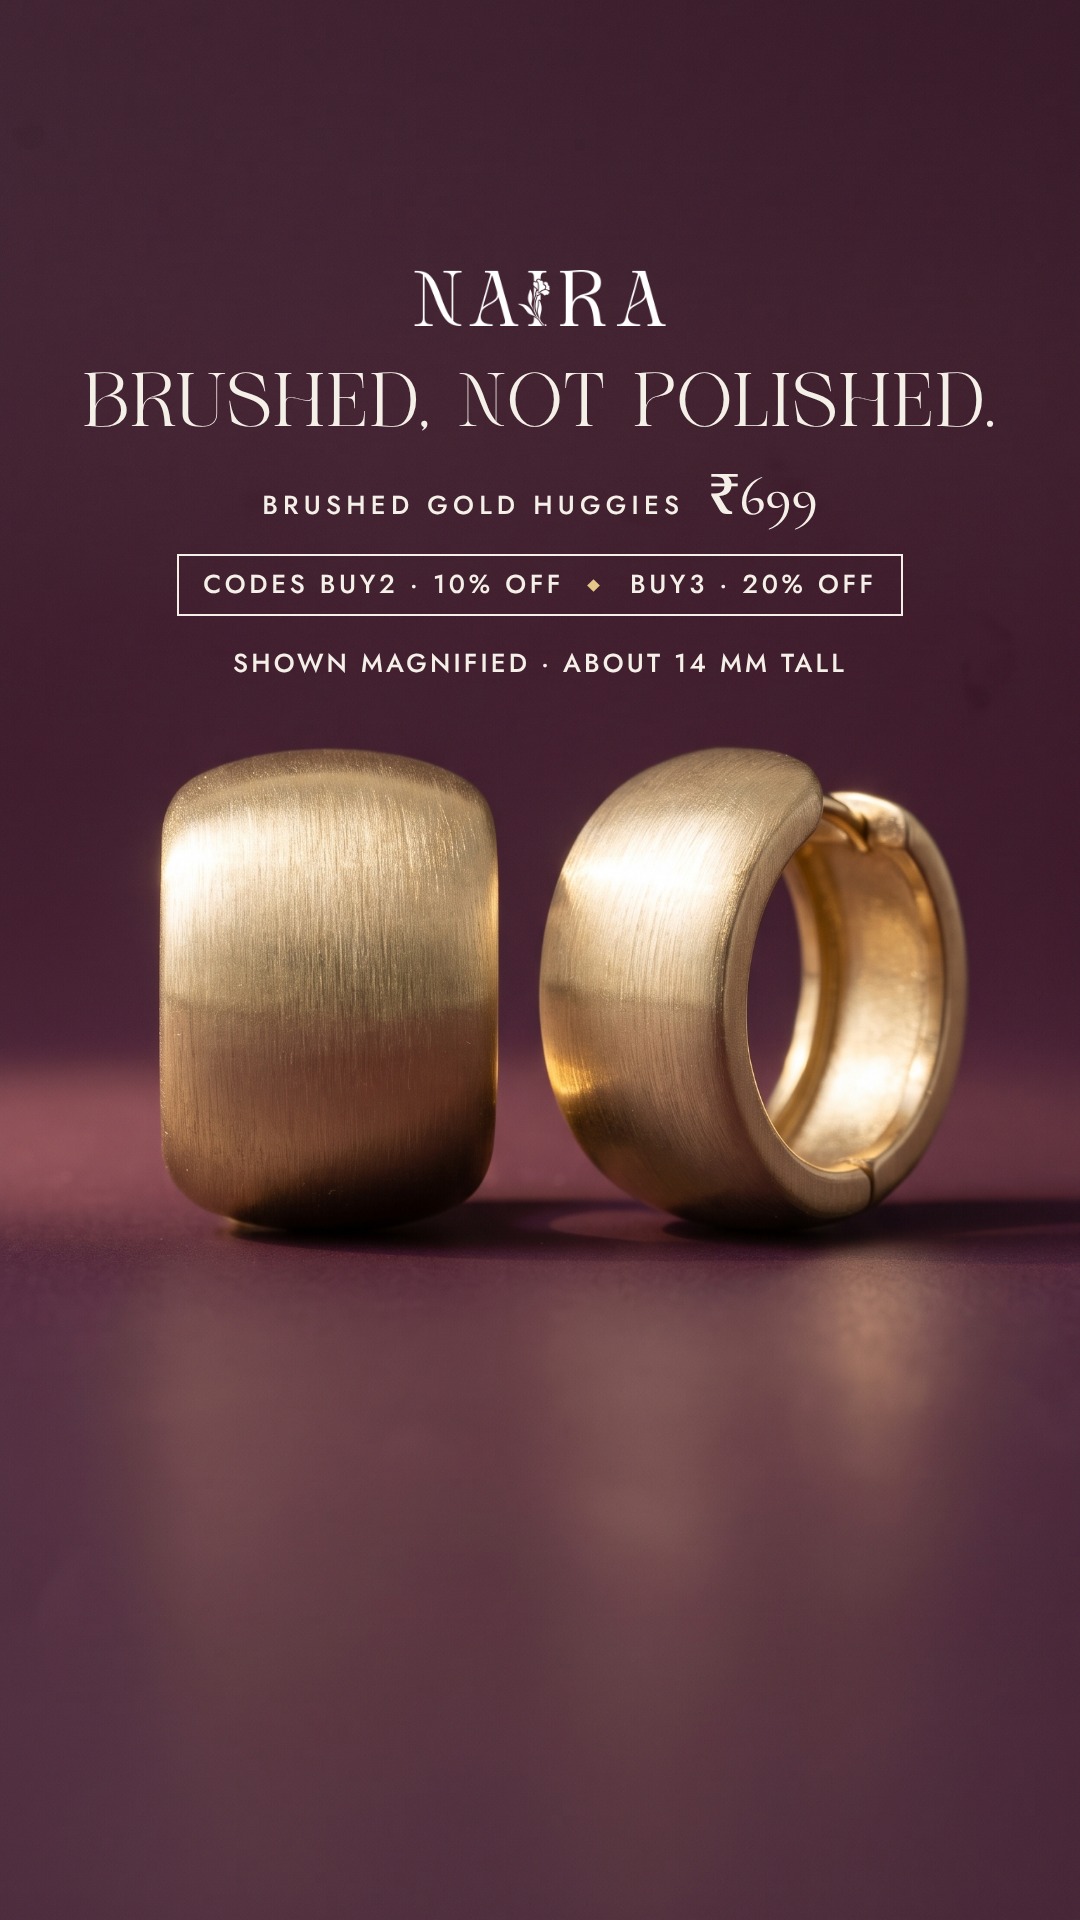 NAIRA
BRUSHED, NOT POLISHED.
BRUSHED GOLD HUGGIES ₹699
CODES BUY2 · 10% OFF ◆ BUY3 · 20% OFF
SHOWN MAGNIFIED · ABOUT 14 MM TALL